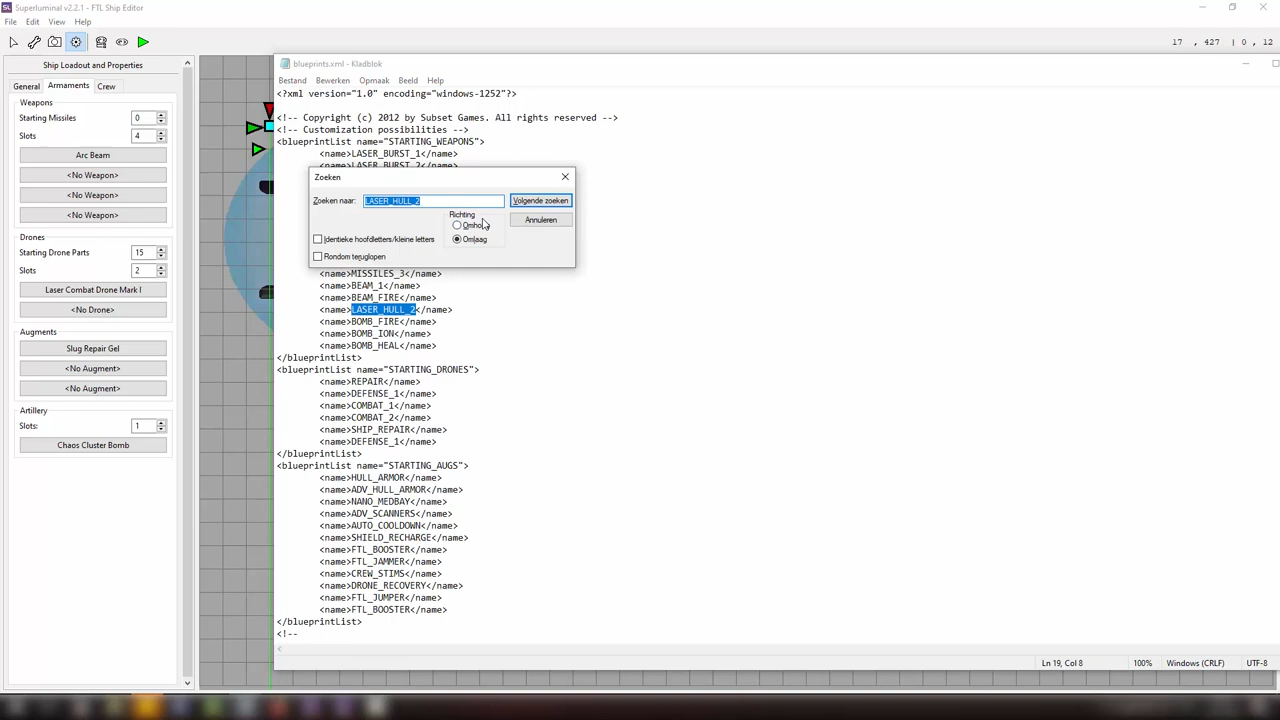 Superluminal v2.2.1 - FTL Ship Editor
File Edit View Help
17 , 427 | 0 , 12
Ship Loadout and Properties
General Armaments Crew
Weapons
Starting Missiles 0
Slots 4
Arc Beam
<No Weapon>
<No Weapon>
<No Weapon>
Drones
Starting Drone Parts 15
Slots 2
Laser Combat Drone Mark I
<No Drone>
Augments
Slug Repair Gel
<No Augment>
<No Augment>
Artillery
Slots: 1
Chaos Cluster Bomb
blueprints.xml - Kladblok
Bestand Bewerken Opmaak Beeld Help
<?xml version="1.0" encoding="windows-1252"?>
<!-- Copyright (c) 2012 by Subset Games. All rights reserved -->
<!-- Customization possibilities -->
<blueprintList name="STARTING_WEAPONS">
<name>LASER_BURST_1</name>
<name>LASER_BURST_2</name>
Zoeken
Zoeken naar: LASER_HULL_2 Volgende zoeken
Richting
Omhoog Annuleren
Identieke hoofdletters/kleine letters Omlaag
Rondom teruglopen
<name>MISSILES_3</name>
<name>BEAM_1</name>
<name>BEAM_FIRE</name>
<name>LASER_HULL_2</name>
<name>BOMB_FIRE</name>
<name>BOMB_ION</name>
<name>BOMB_HEAL</name>
</blueprintList>
<blueprintList name="STARTING_DRONES">
<name>REPAIR</name>
<name>DEFENSE_1</name>
<name>COMBAT_1</name>
<name>COMBAT_2</name>
<name>SHIP_REPAIR</name>
<name>DEFENSE_1</name>
</blueprintList>
<blueprintList name="STARTING_AUGS">
<name>HULL_ARMOR</name>
<name>ADV_HULL_ARMOR</name>
<name>NANO_MEDBAY</name>
<name>ADV_SCANNERS</name>
<name>AUTO_COOLDOWN</name>
<name>SHIELD_RECHARGE</name>
<name>FTL_BOOSTER</name>
<name>FTL_JAMMER</name>
<name>CREW_STIMS</name>
<name>DRONE_RECOVERY</name>
<name>FTL_JUMPER</name>
<name>FTL_BOOSTER</name>
</blueprintList>
<!--
Ln 19, Col 8 100% Windows (CRLF) UTF-8